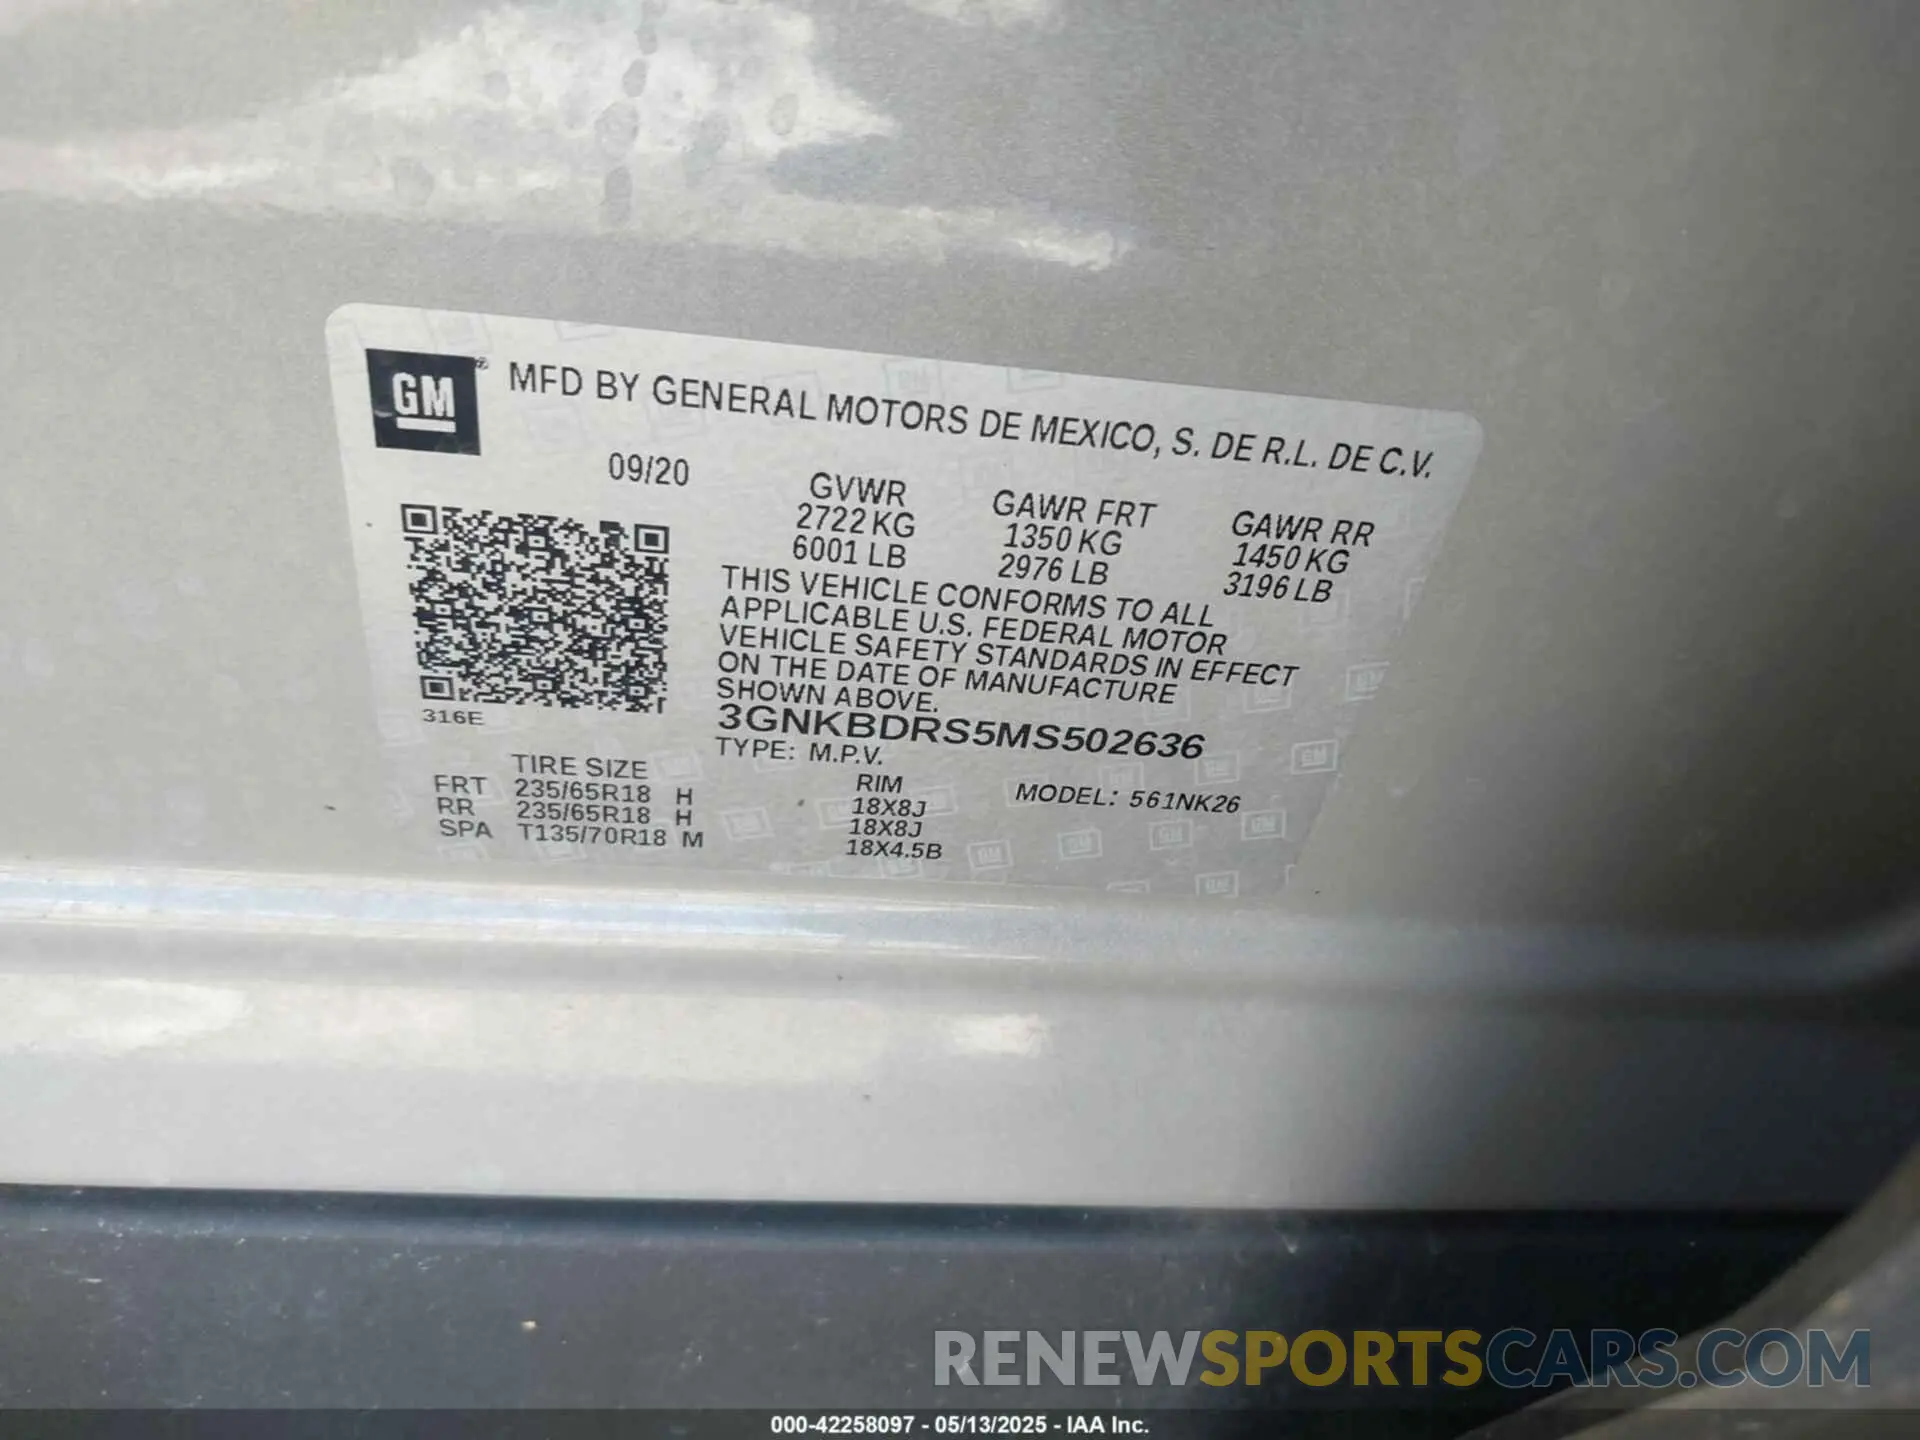 GM® MFD BY GENERAL MOTORS DE MEXICO, S. DE R.L. DE C.V.
09/20
GVWR GAWR FRT GAWR RR
2722 KG 1350 KG 1450 KG
6001 LB 2976 LB 3196 LB
THIS VEHICLE CONFORMS TO ALL
APPLICABLE U.S. FEDERAL MOTOR
VEHICLE SAFETY STANDARDS IN EFFECT
ON THE DATE OF MANUFACTURE
SHOWN ABOVE.
316E
3GNKBDRS5MS502636
TYPE: M.P.V.
TIRE SIZE RIM MODEL: 561NK26
FRT 235/65R18 H 18X8J
RR 235/65R18 H 18X8J
SPA T135/70R18 M 18X4.5B
RENEWSPORTSCARS.COM
000-42258097 - 05/13/2025 - IAA Inc.